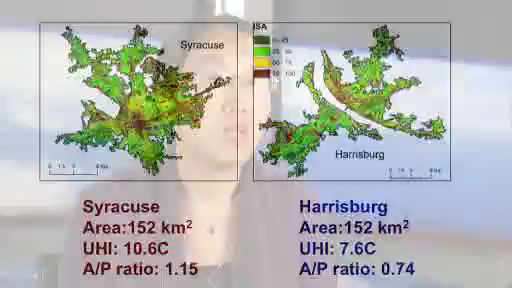 Syracuse
ISA
Harrisburg
Syracuse
Area:152 km²
UHI: 10.6C
A/P ratio: 1.15
Harrisburg
Area:152 km²
UHI: 7.6C
A/P ratio: 0.74